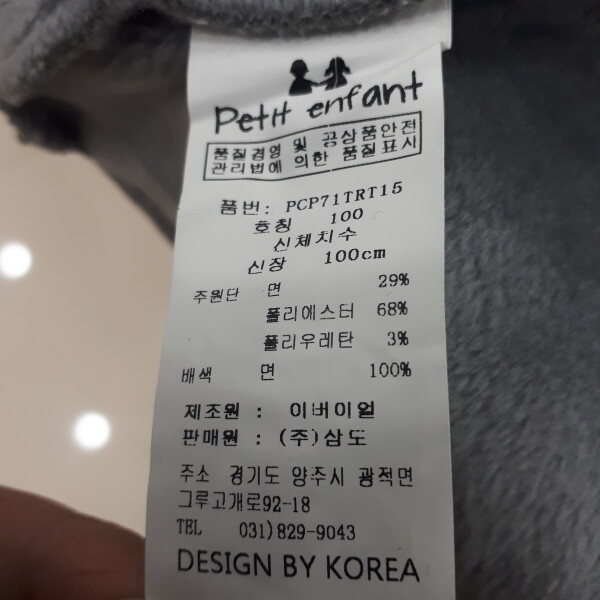 Petit enfant
품질경영 및 공상품안전
관리법에 의한 품질표시
품번: PCP71TRT15
호칭 100
신체치수
신장 100cm
주원단 면 29%
폴리에스터 68%
폴리우레탄 3%
배색 면 100%
제조원 : 이버이얼
판매원 : (주)삼도
주소 경기도 양주시 광적면
그루고개로92-18
TEL 031)829-9043
DESIGN BY KOREA